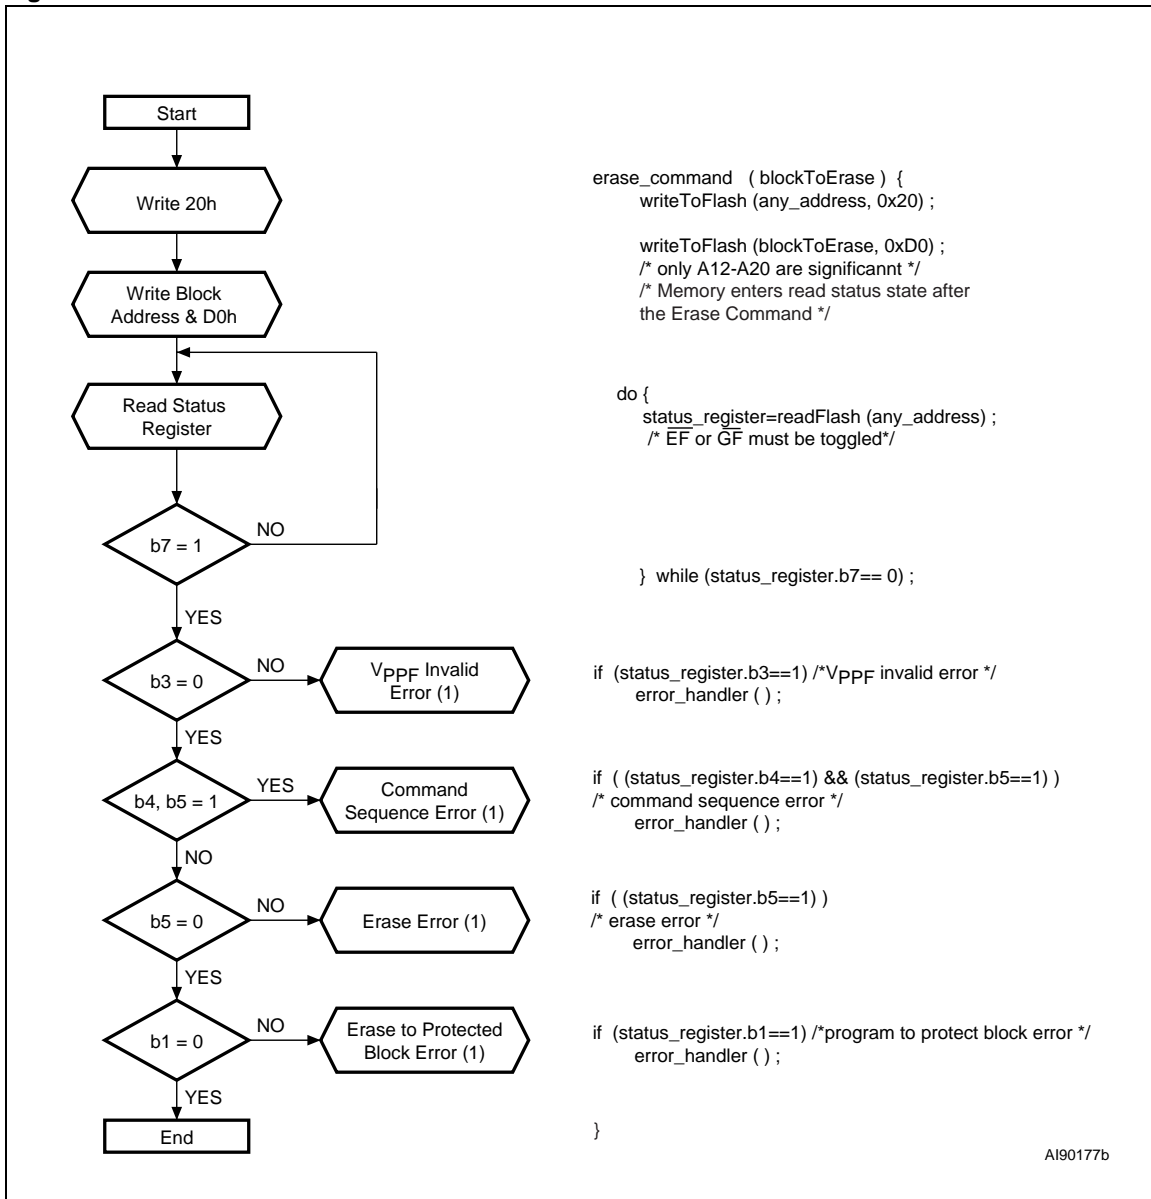 Start
Write 20h
Write Block
Address & D0h
Read Status
Register
b7 = 1
NO
YES
b3 = 0
NO
VPPF Invalid
Error (1)
YES
b4, b5 = 1
YES
Command
Sequence Error (1)
NO
b5 = 0
NO
Erase Error (1)
YES
b1 = 0
NO
Erase to Protected
Block Error (1)
YES
End
erase_command ( blockToErase ) {
writeToFlash (any_address, 0x20) ;
writeToFlash (blockToErase, 0xD0) ;
/* only A12-A20 are significannt */
/* Memory enters read status state after
the Erase Command */
do {
status_register=readFlash (any_address) ;
/* EF or GF must be toggled*/
} while (status_register.b7== 0) ;
if (status_register.b3==1) /*VPPF invalid error */
error_handler ( ) ;
if ( (status_register.b4==1) && (status_register.b5==1) )
/* command sequence error */
error_handler ( ) ;
if ( (status_register.b5==1) )
/* erase error */
error_handler ( ) ;
if (status_register.b1==1) /*program to protect block error */
error_handler ( ) ;
}
AI90177b